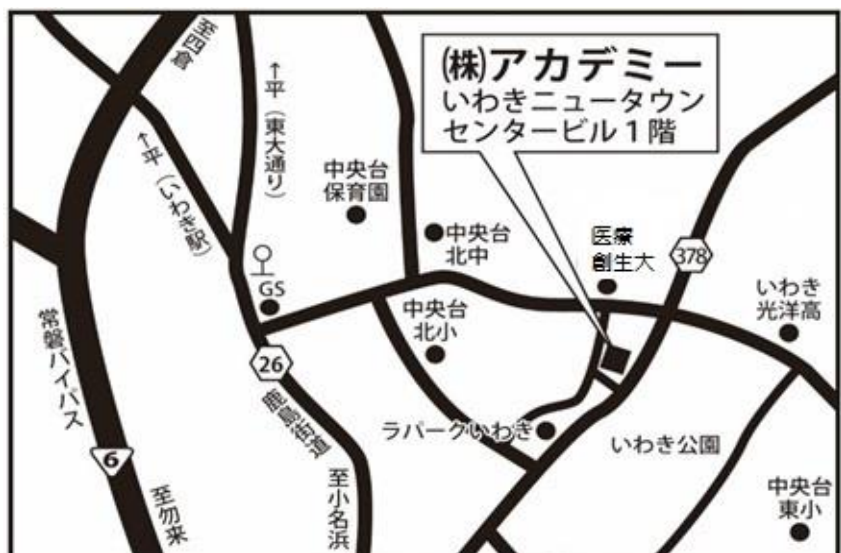 ㈱アカデミー
いわきニュータウン
センタービル1階
至四倉
←平（東大通り）
←平（いわき駅）
中央台
保育園
中央台
北中
医療
創生大
378
いわき
光洋高
GS
中央台
北小
26
鹿島街道
常磐バイパス
6
ラパークいわき
いわき公園
至勿来
至小名浜
中央台
東小